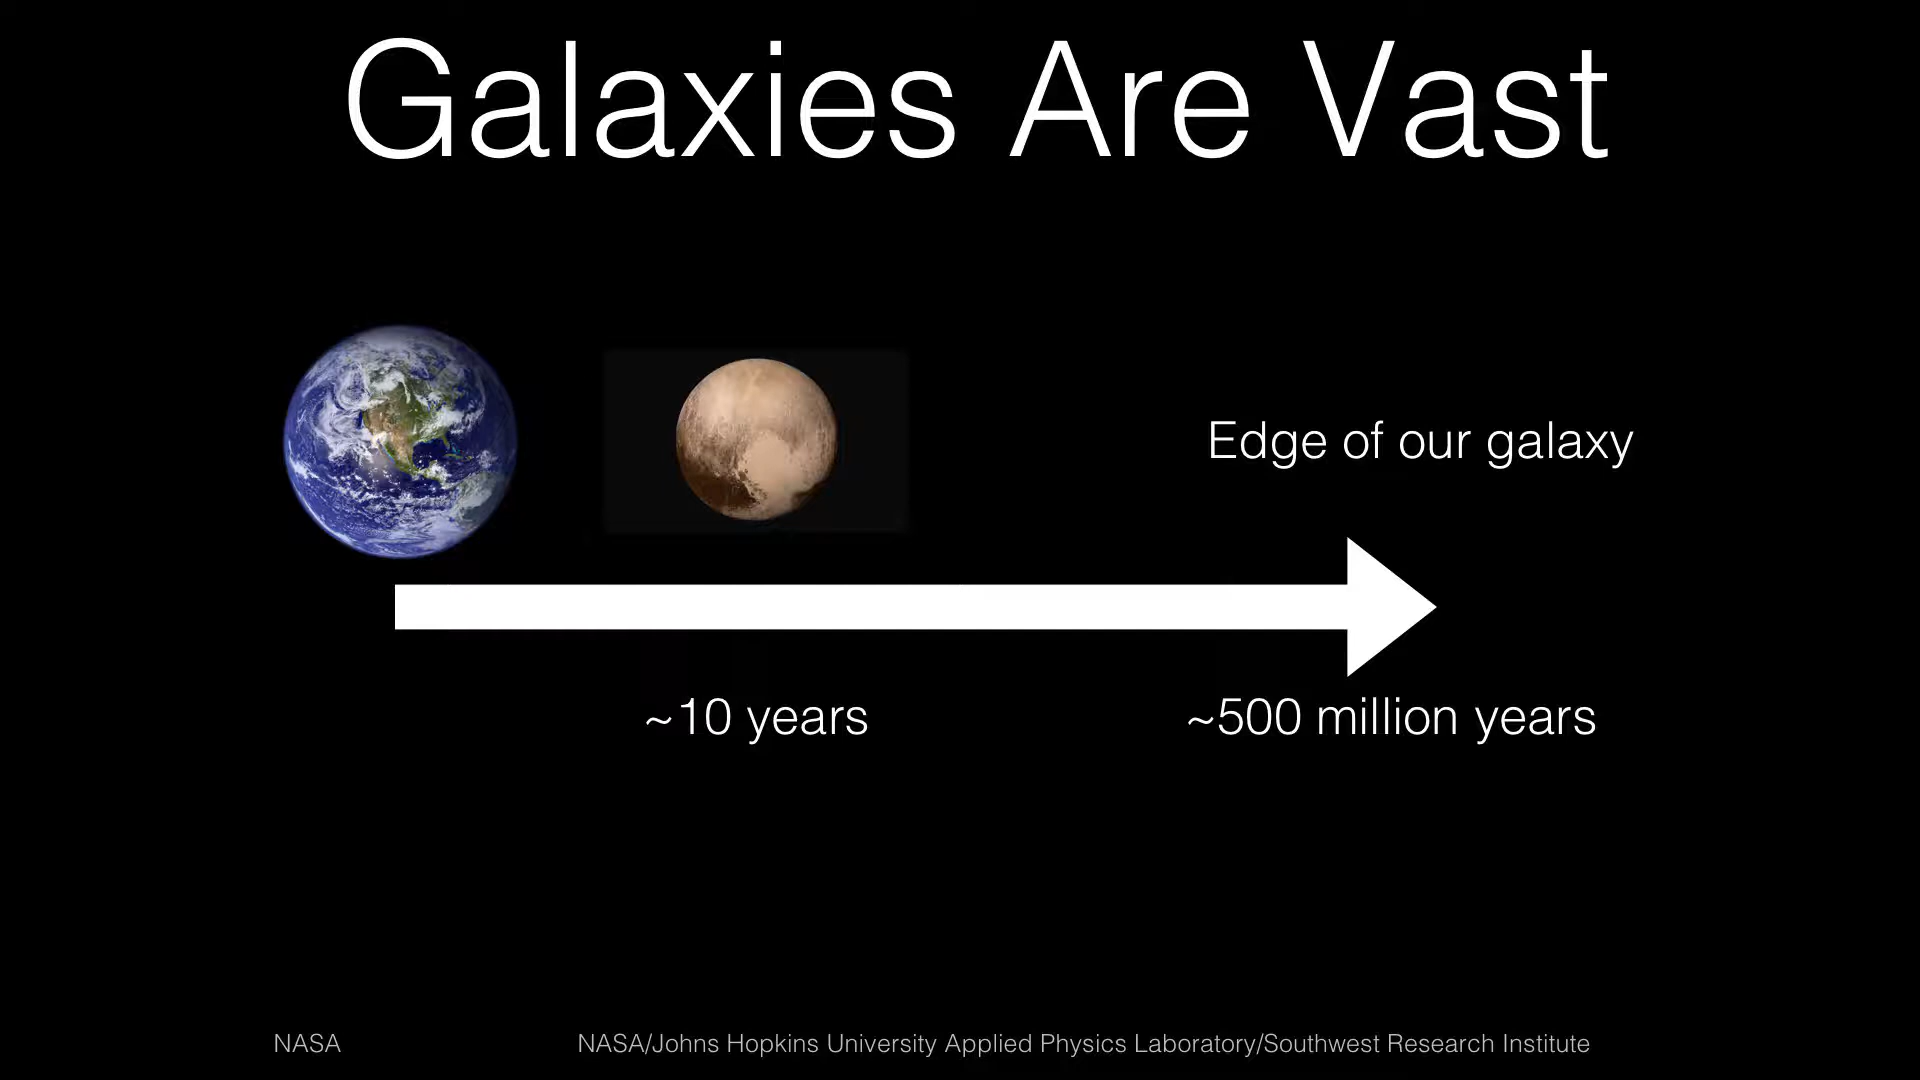 Galaxies Are Vast
Edge of our galaxy
~10 years
~500 million years
NASA
NASA/Johns Hopkins University Applied Physics Laboratory/Southwest Research Institute